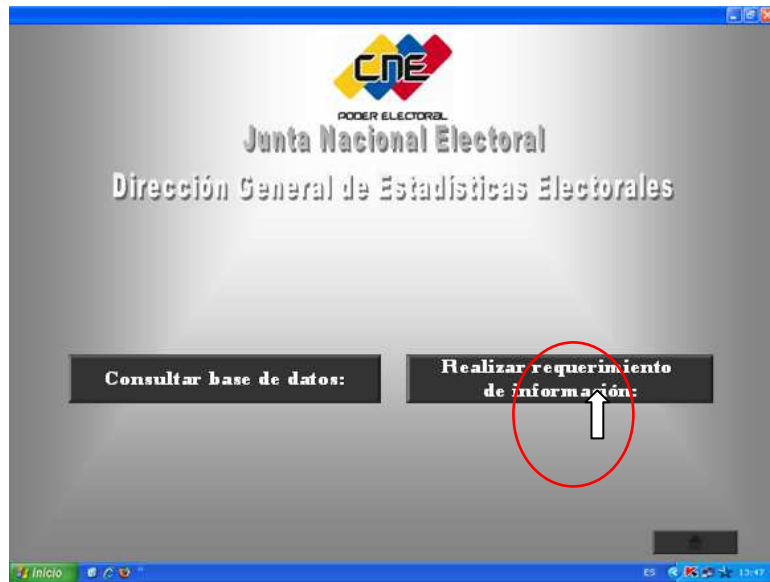 CNE
PODER ELECTORAL
Junta Nacional Electoral
Dirección General de Estadísticas Electorales
Consultar base de datos:
Realizar requerimiento
de información:
Inicio
ES
13:47